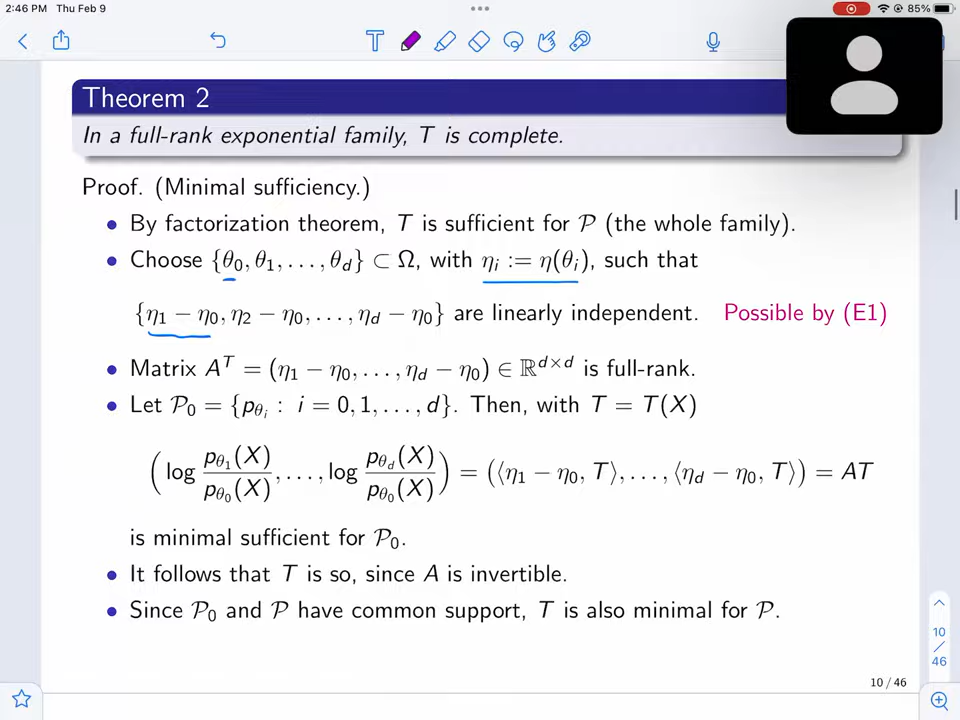 2:46 PM Thu Feb 9
85%
Theorem 2
In a full-rank exponential family, T is complete.
Proof. (Minimal sufficiency.)
• By factorization theorem, T is sufficient for 𝒫 (the whole family).
• Choose {θ₀, θ₁, . . . , θ_d} ⊂ Ω, with ηᵢ := η(θᵢ), such that
{η₁ − η₀, η₂ − η₀, . . . , η_d − η₀} are linearly independent. Possible by (E1)
• Matrix Aᵀ = (η₁ − η₀, . . . , η_d − η₀) ∈ ℝ^{d×d} is full-rank.
• Let 𝒫₀ = {p_{θᵢ} : i = 0, 1, . . . , d}. Then, with T = T(X)
(log p_{θ₁}(X)/p_{θ₀}(X), . . . , log p_{θ_d}(X)/p_{θ₀}(X)) = (⟨η₁ − η₀, T⟩, . . . , ⟨η_d − η₀, T⟩) = AT
is minimal sufficient for 𝒫₀.
• It follows that T is so, since A is invertible.
• Since 𝒫₀ and 𝒫 have common support, T is also minimal for 𝒫.
10 / 46
10
/
46